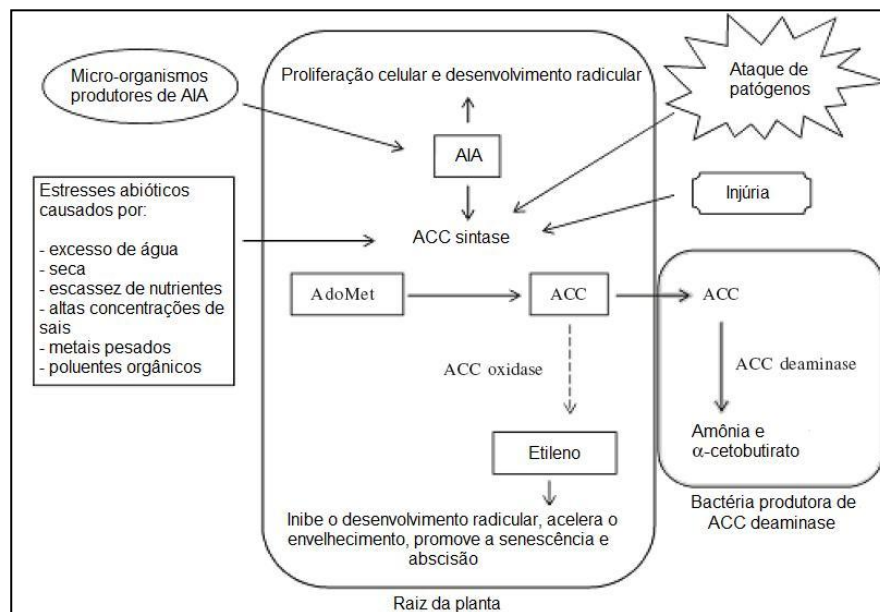 Micro-organismos
produtores de AIA
Proliferação celular e desenvolvimento radicular
Ataque de
patógenos
AIA
Estresses abióticos
causados por:
- excesso de água
- seca
- escassez de nutrientes
- altas concentrações de
sais
- metais pesados
- poluentes orgânicos
Injúria
ACC sintase
AdoMet
ACC
ACC
ACC oxidase
ACC deaminase
Etileno
Amônia e
α-cetobutirato
Inibe o desenvolvimento radicular, acelera o
envelhecimento, promove a senescência e
abscisão
Bactéria produtora de
ACC deaminase
Raiz da planta